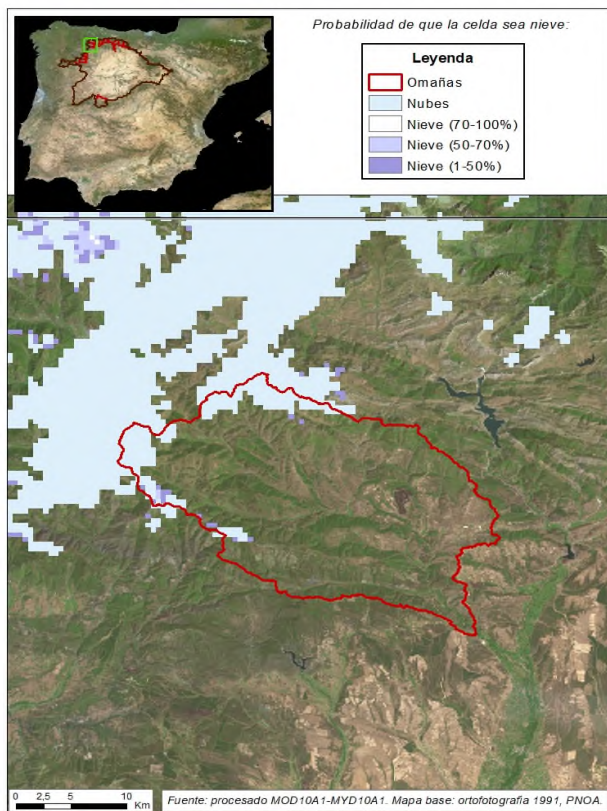 Probabilidad de que la celda sea nieve:
Leyenda
Omañas
Nubes
Nieve (70-100%)
Nieve (50-70%)
Nieve (1-50%)
0 2,5 5 10
Km
Fuente: procesado MOD10A1-MYD10A1. Mapa base: ortofotografia 1991, PNOA